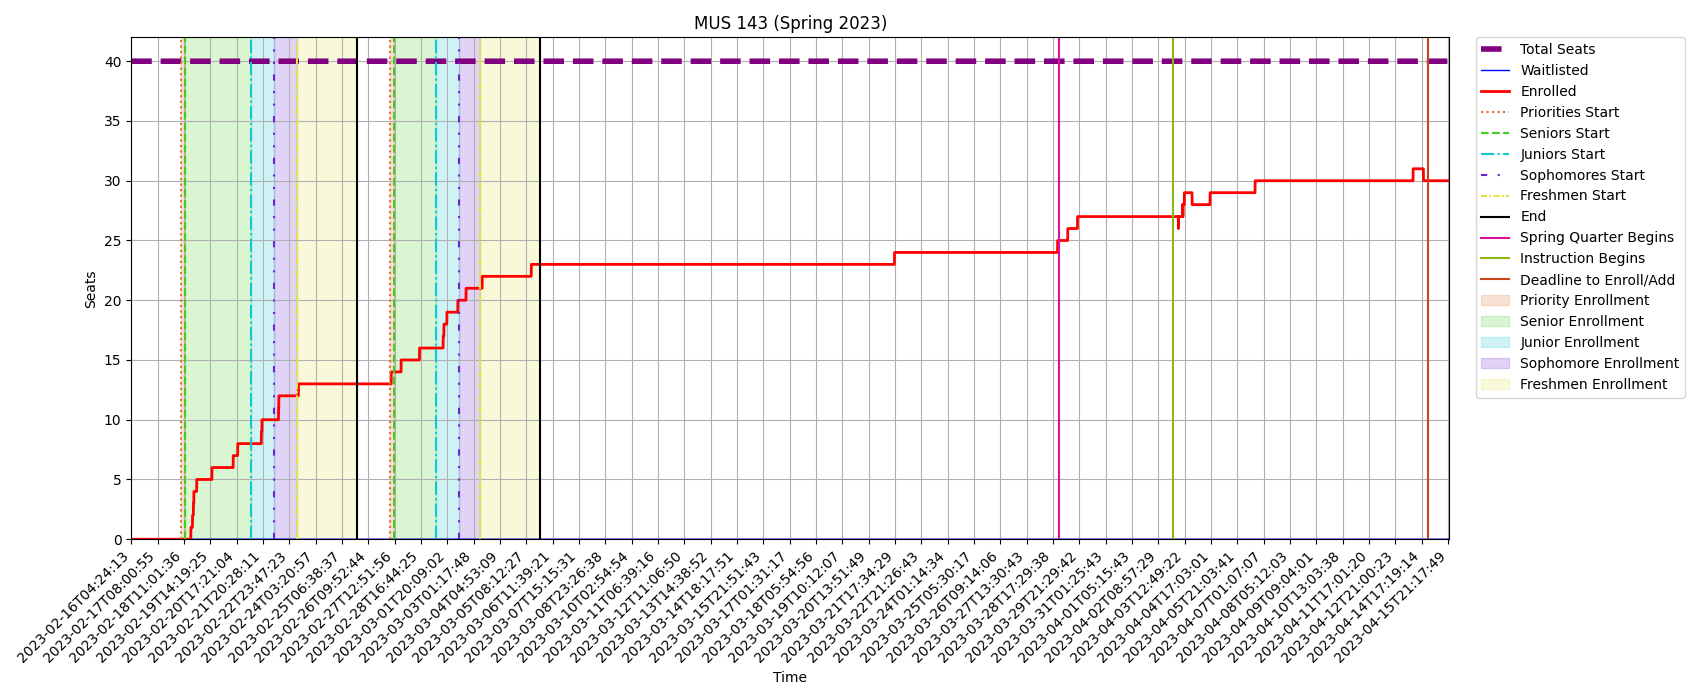 MUS 143 (Spring 2023)
Seats
40
35
30
25
20
15
10
5
0
2023-02-16T04:24:13
2023-02-17T08:00:55
2023-02-18T11:01:36
2023-02-19T14:19:25
2023-02-20T17:21:04
2023-02-21T20:28:11
2023-02-22T23:47:23
2023-02-24T03:20:57
2023-02-25T06:38:37
2023-02-26T09:52:44
2023-02-27T12:51:56
2023-02-28T16:44:25
2023-03-01T20:09:02
2023-03-03T01:17:48
2023-03-04T04:53:09
2023-03-05T08:12:27
2023-03-06T11:39:21
2023-03-07T15:15:31
2023-03-08T23:26:38
2023-03-10T02:54:54
2023-03-11T06:39:16
2023-03-12T11:06:50
2023-03-13T14:38:52
2023-03-14T18:17:51
2023-03-15T21:51:43
2023-03-17T01:31:17
2023-03-18T05:54:56
2023-03-19T10:12:07
2023-03-20T13:51:49
2023-03-21T17:34:29
2023-03-22T21:26:43
2023-03-24T01:14:34
2023-03-25T05:30:17
2023-03-26T09:14:06
2023-03-27T13:30:43
2023-03-28T17:29:38
2023-03-29T21:29:42
2023-03-31T01:25:43
2023-04-01T05:15:43
2023-04-02T08:57:29
2023-04-03T12:49:22
2023-04-04T17:03:01
2023-04-05T21:03:41
2023-04-07T01:07:07
2023-04-08T05:12:03
2023-04-09T09:04:01
2023-04-10T13:03:38
2023-04-11T17:01:20
2023-04-12T21:00:23
2023-04-14T17:19:14
2023-04-15T21:17:49
Time
Total Seats
Waitlisted
Enrolled
Priorities Start
Seniors Start
Juniors Start
Sophomores Start
Freshmen Start
End
Spring Quarter Begins
Instruction Begins
Deadline to Enroll/Add
Priority Enrollment
Senior Enrollment
Junior Enrollment
Sophomore Enrollment
Freshmen Enrollment